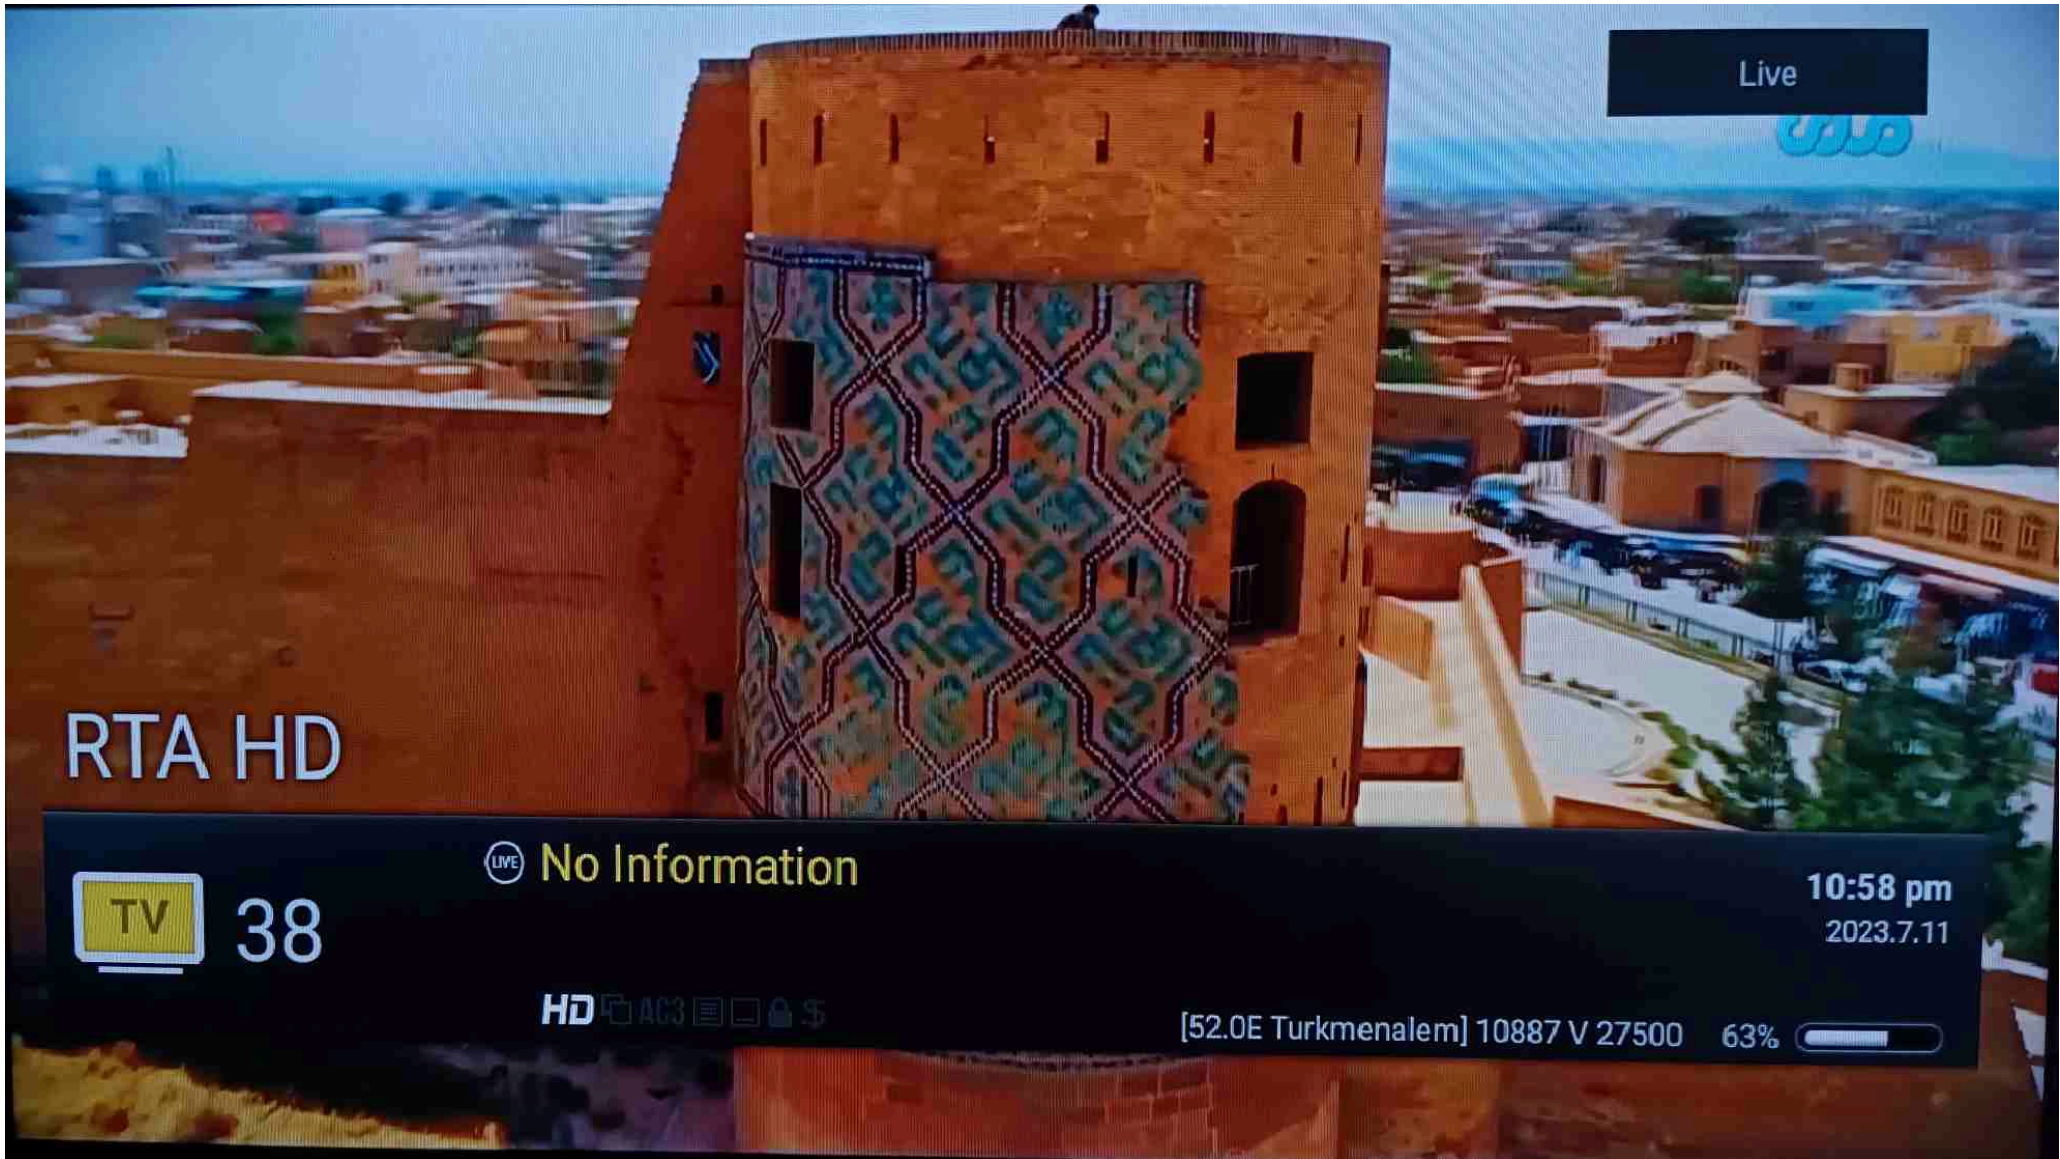 Live
RTA HD
LIVE No Information
TV 38
10:58 pm
2023.7.11
HD AC3 $
[52.0E Turkmenalem] 10887 V 27500 63%